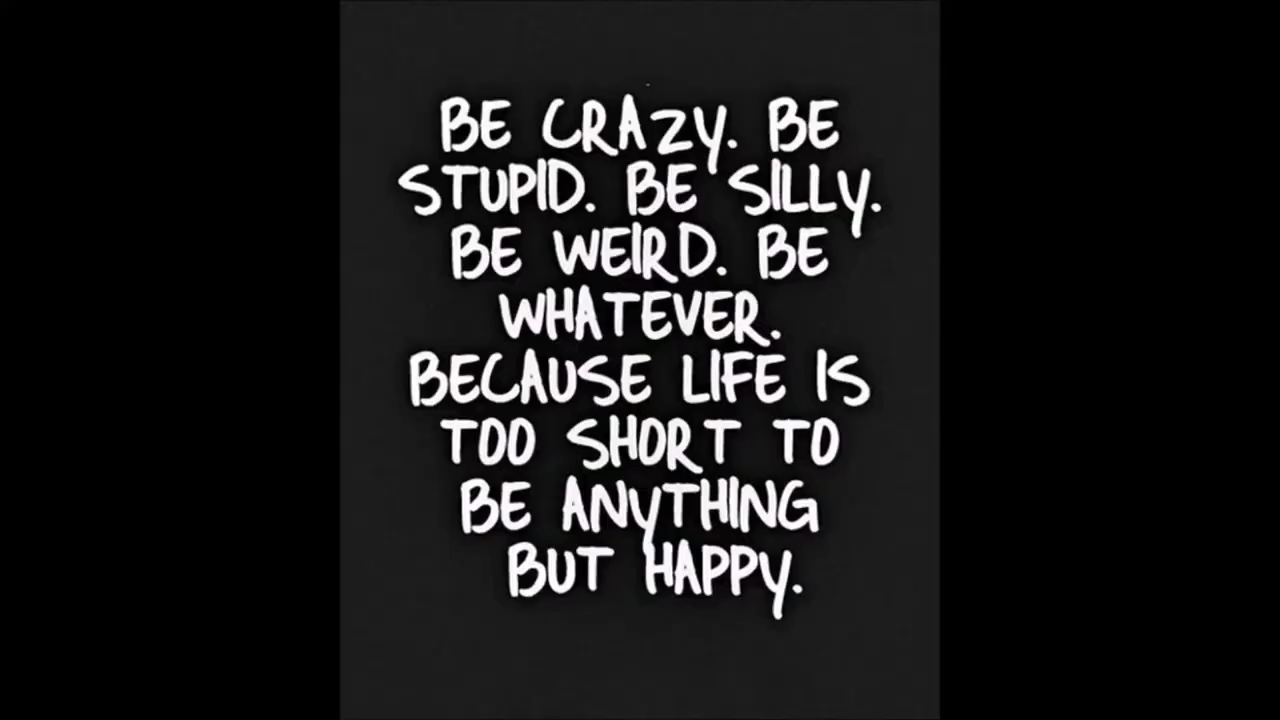 BE CRAZY. BE
STUPID. BE SILLY.
BE WEIRD. BE
WHATEVER.
BECAUSE LIFE IS
TOO SHORT TO
BE ANYTHING
BUT HAPPY.